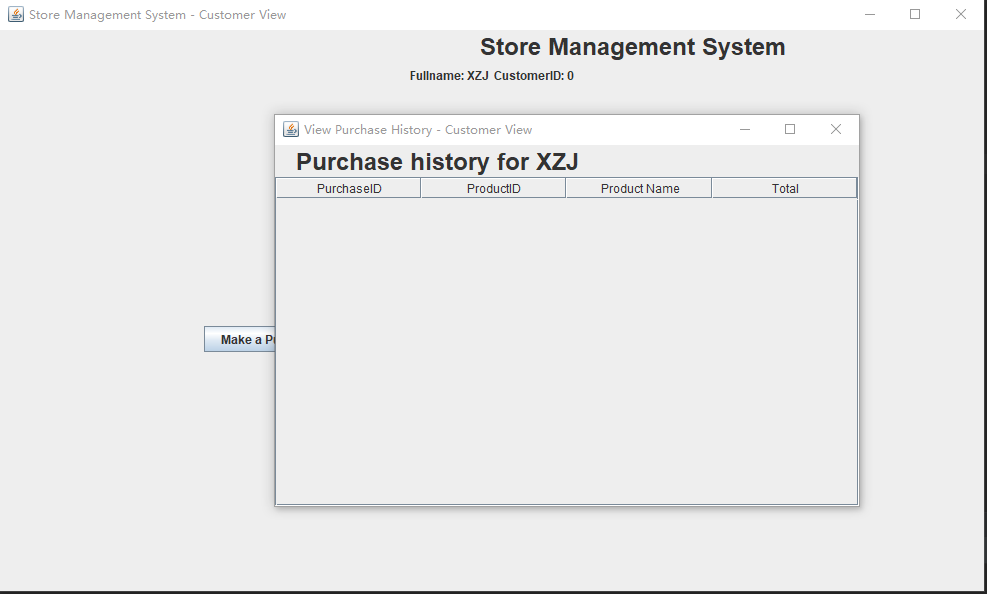 Store Management System - Customer View
Store Management System
Fullname: XZJ CustomerID: 0
View Purchase History - Customer View
Purchase history for XZJ
PurchaseID ProductID Product Name Total
Make a